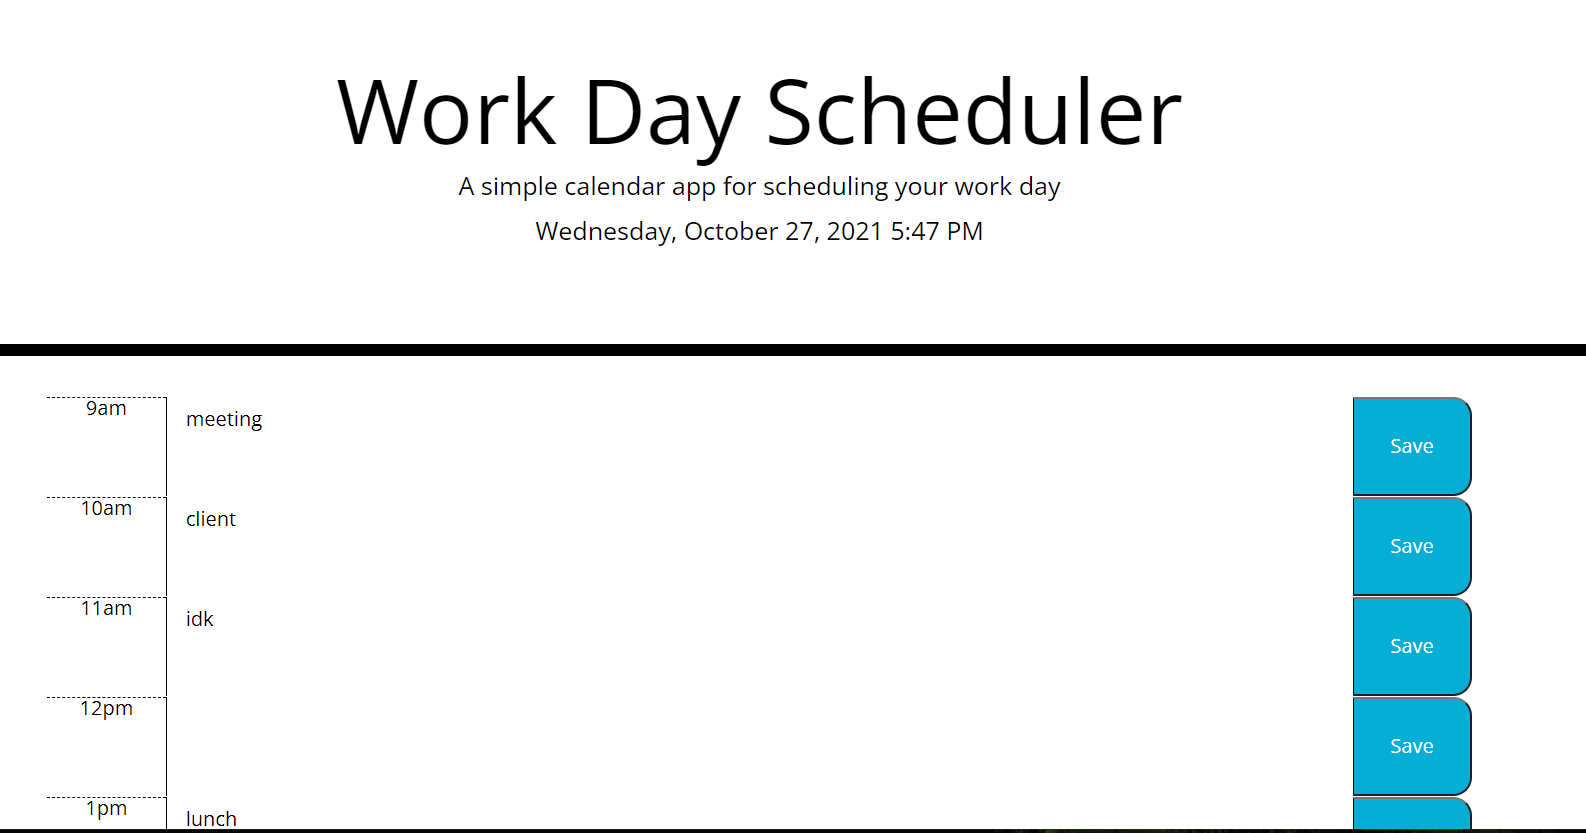 Work Day Scheduler
A simple calendar app for scheduling your work day
Wednesday, October 27, 2021 5:47 PM
9am meeting Save
10am client Save
11am idk Save
12pm Save
1pm lunch